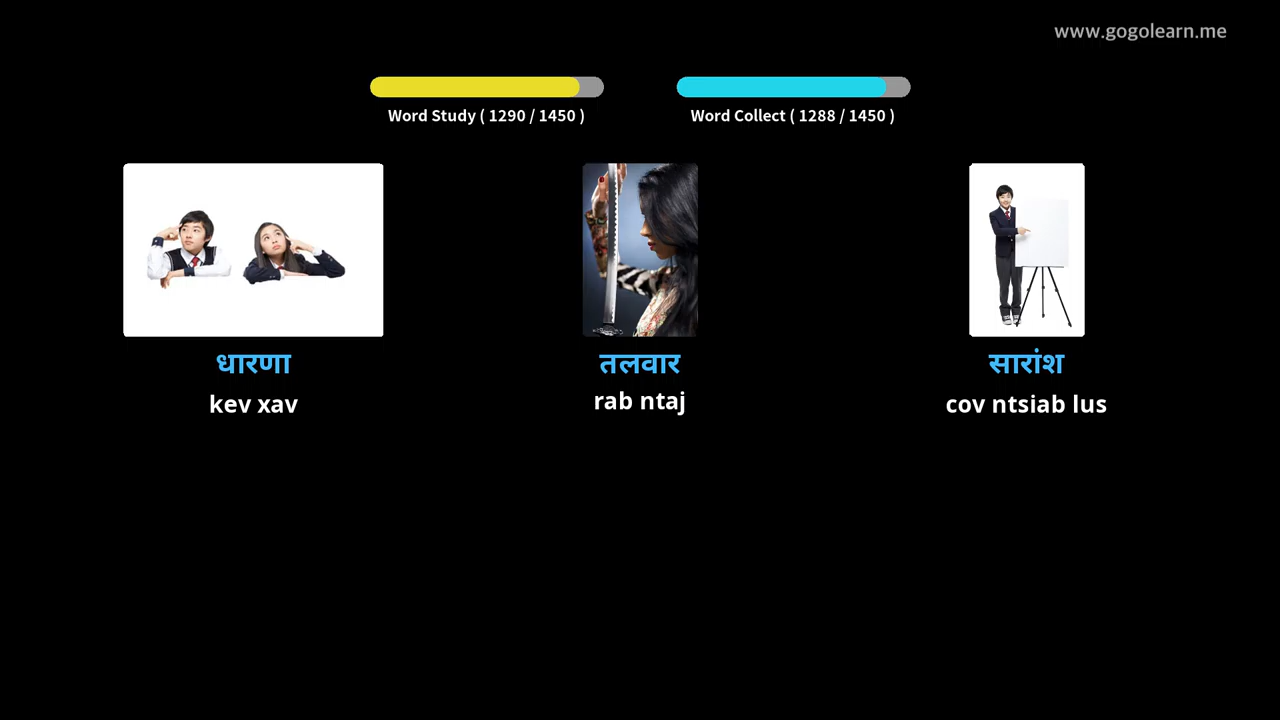 www.gogolearn.me
Word Study ( 1290 / 1450 )
Word Collect ( 1288 / 1450 )
धारणा
kev xav
तलवार
rab ntaj
सारांश
cov ntsiab lus